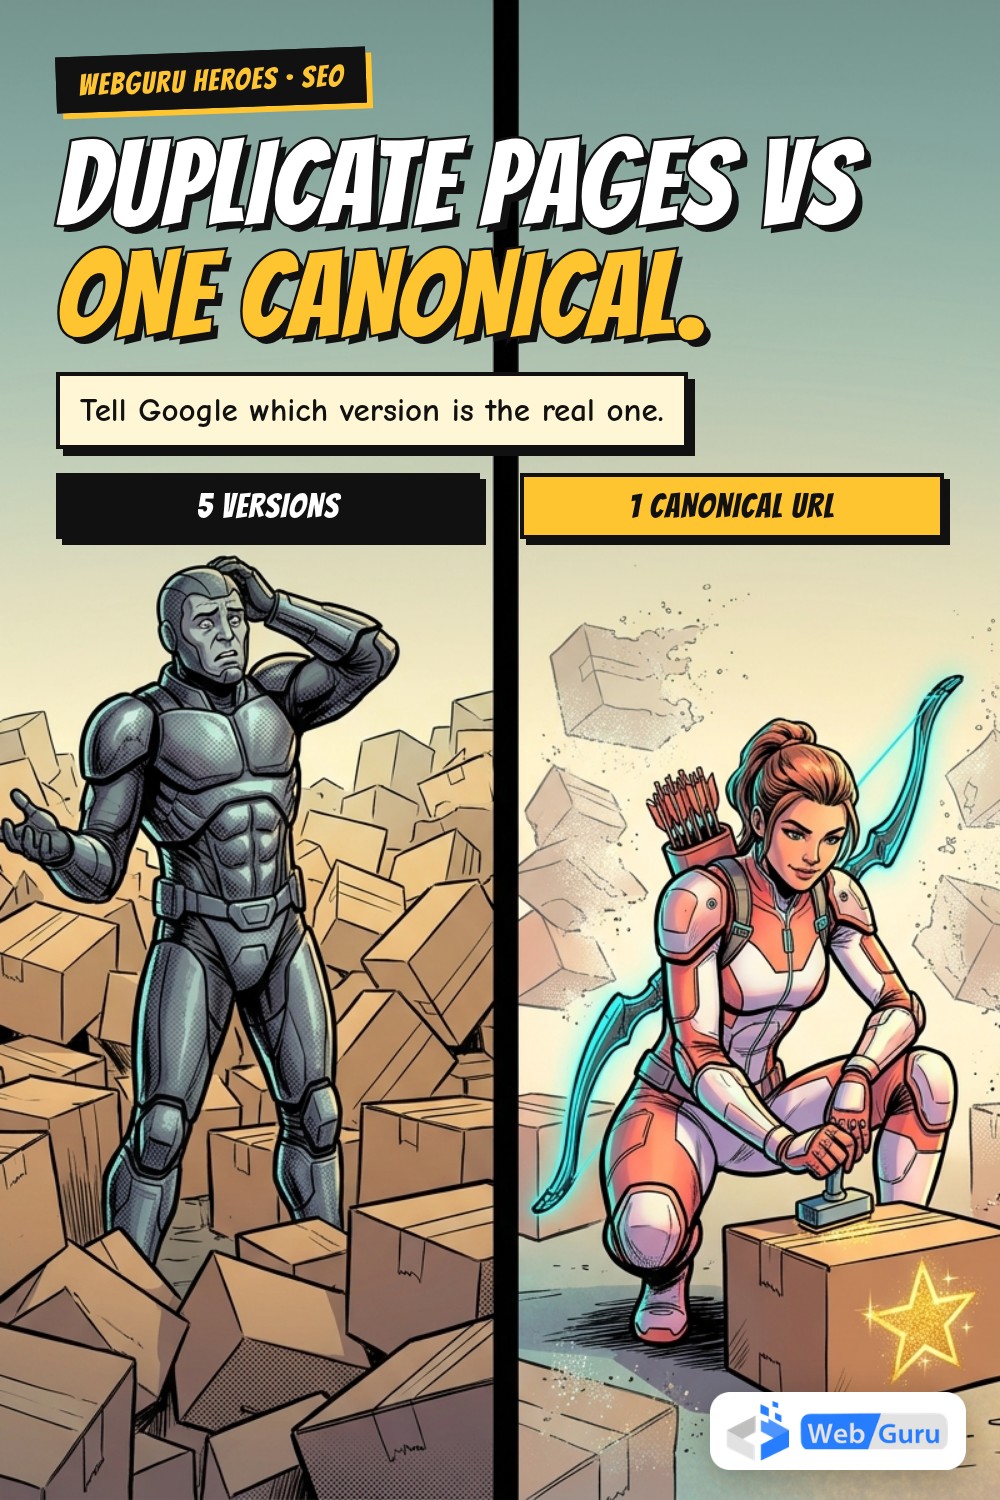 WEBGURU HEROES · SEO
DUPLICATE PAGES VS
ONE CANONICAL.
Tell Google which version is the real one.
5 VERSIONS
1 CANONICAL URL
Web Guru